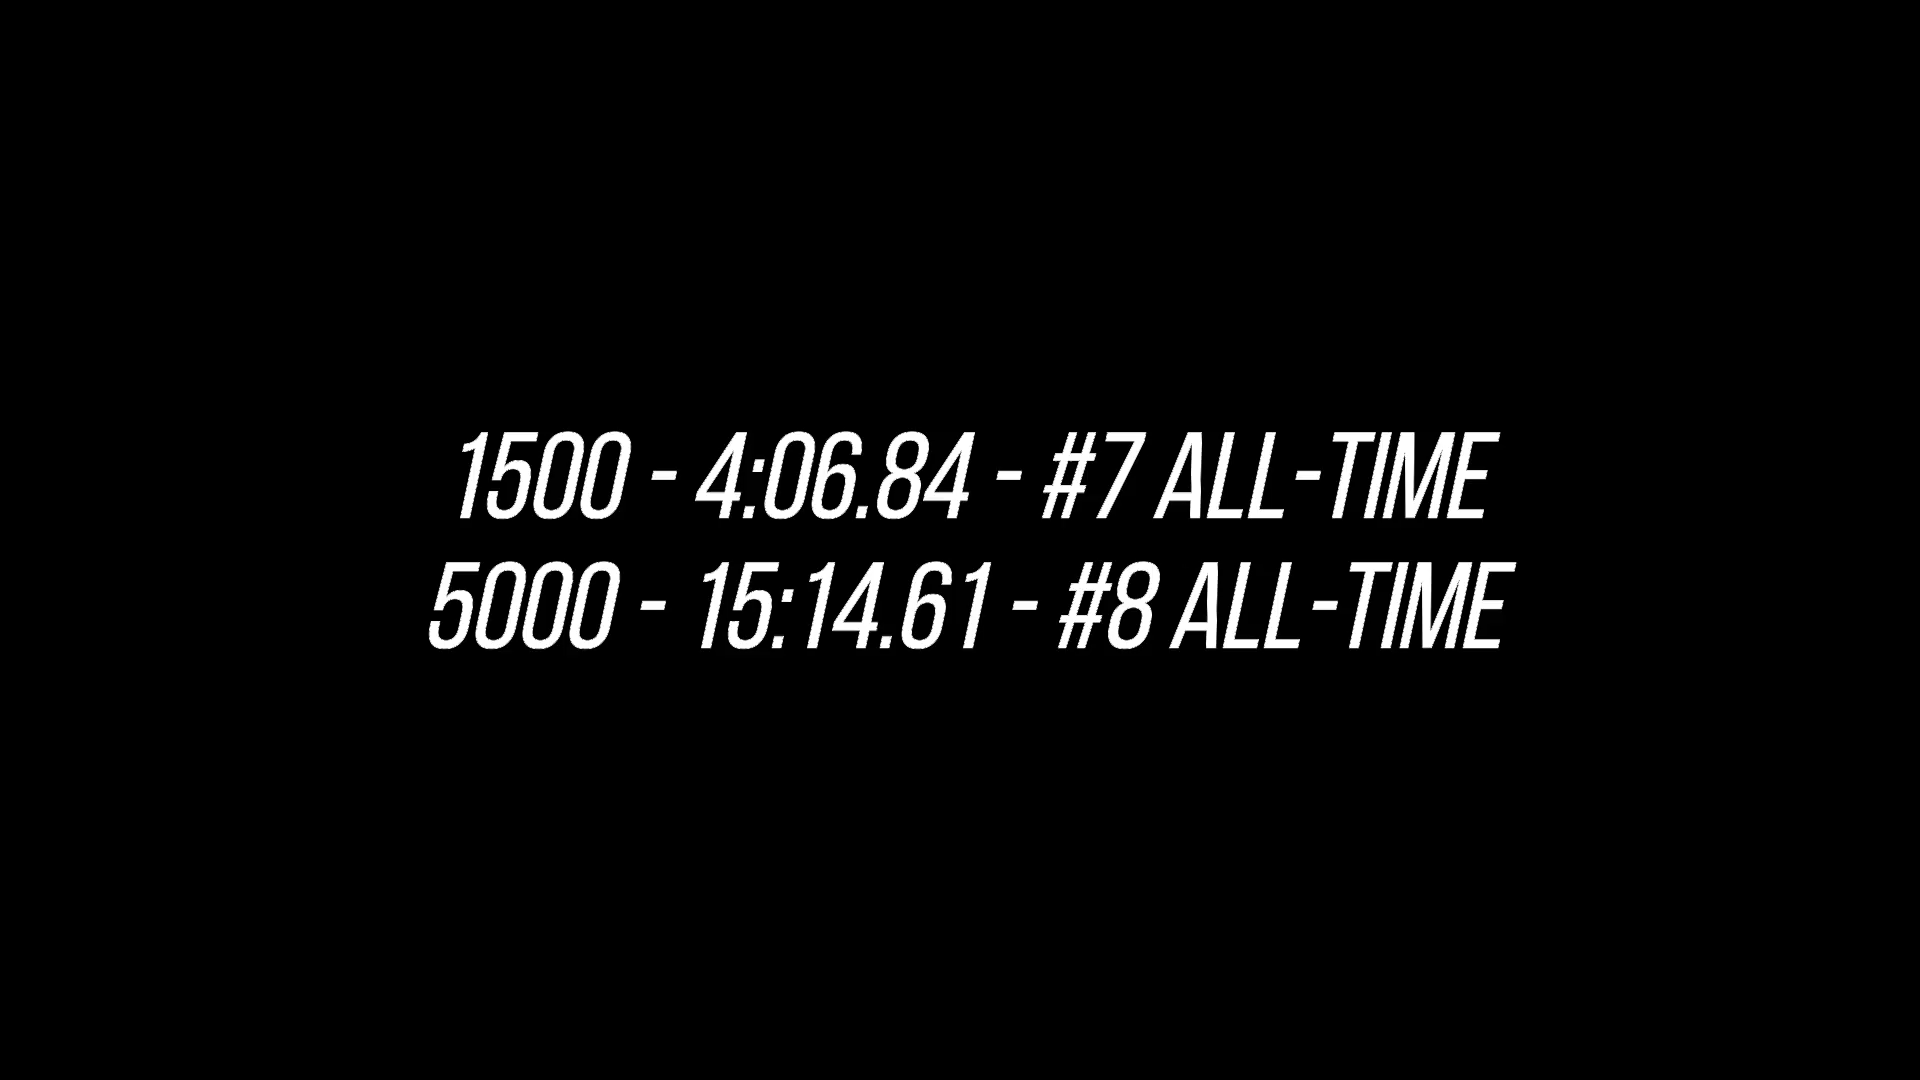 1500 - 4:06.84 - #7 ALL-TIME
5000 - 15:14.61 - #8 ALL-TIME